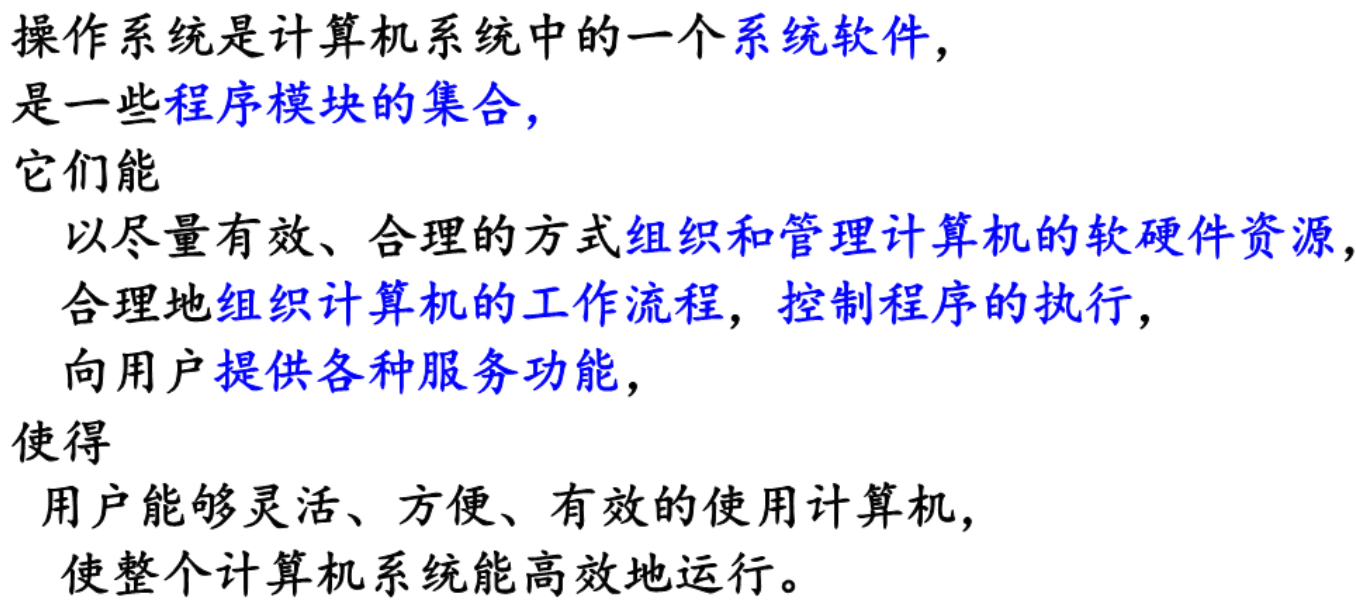 操作系统是计算机系统中的一个系统软件，
是一些程序模块的集合，
它们能
以尽量有效、合理的方式组织和管理计算机的软硬件资源，
合理地组织计算机的工作流程，控制程序的执行，
向用户提供各种服务功能，
使得
用户能够灵活、方便、有效的使用计算机，
使整个计算机系统能高效地运行。